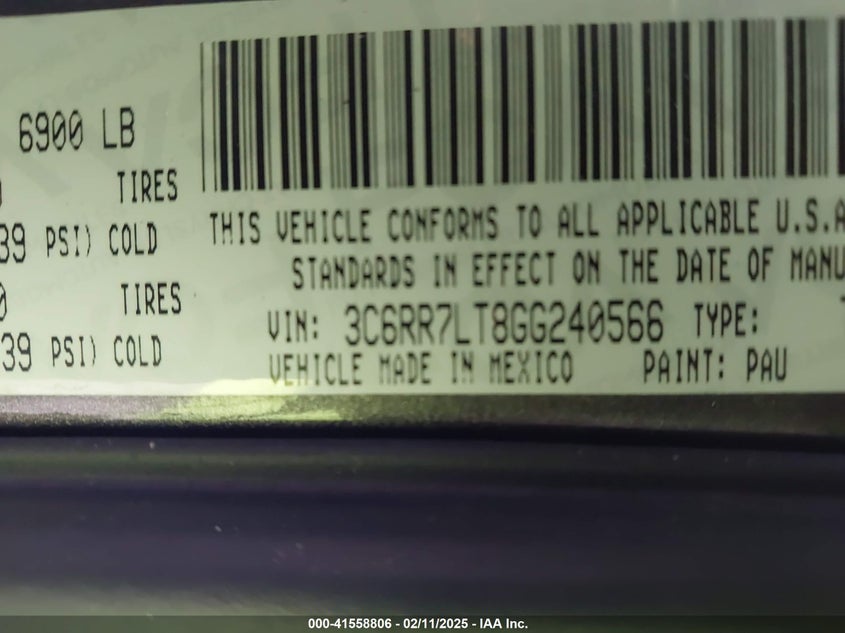 6900 LB
TIRES
39 PSI) COLD
TIRES
39 PSI) COLD
THIS VEHICLE CONFORMS TO ALL APPLICABLE U.S.A
STANDARDS IN EFFECT ON THE DATE OF MANU
VIN: 3C6RR7LT8GG240566 TYPE:
VEHICLE MADE IN MEXICO PAINT: PAU
000-41558806 - 02/11/2025 - IAA Inc.